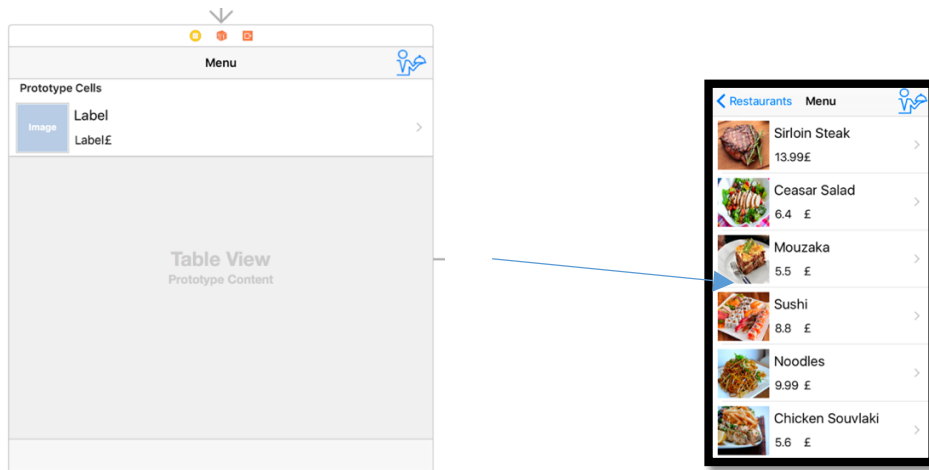 Menu
Prototype Cells
Image
Label
Label£
Table View
Prototype Content
Restaurants Menu
Sirloin Steak
13.99£
Ceasar Salad
6.4 £
Mouzaka
5.5 £
Sushi
8.8 £
Noodles
9.99 £
Chicken Souvlaki
5.6 £